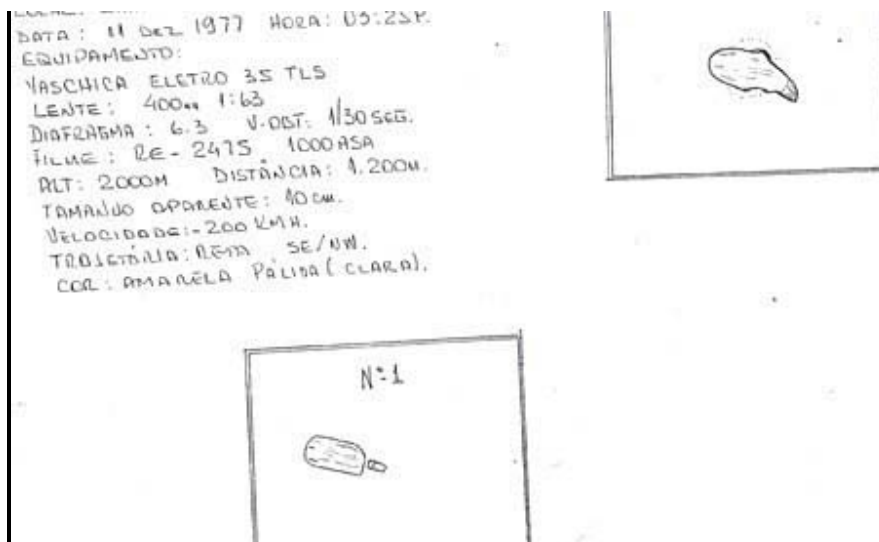 DATA: 11 DEZ 1977 HORA: 03:25P.
EQUIPAMENTO:
YASCHICA ELETRO 35 TLS
LENTE: 400mm 1:63
DIAFRAGMA: 6.3 V.OBT: 1/30 SEG.
FILME: RE-2475 1000 ASA
ALT: 2000M DISTÂNCIA: 1.200M.
TAMANHO APARENTE: 10 CM.
VELOCIDADE:-200 KMH.
TRAJETÓRIA: RETA SE/NW.
COR: AMARELA PÁLIDA (CLARA).
Nº-1